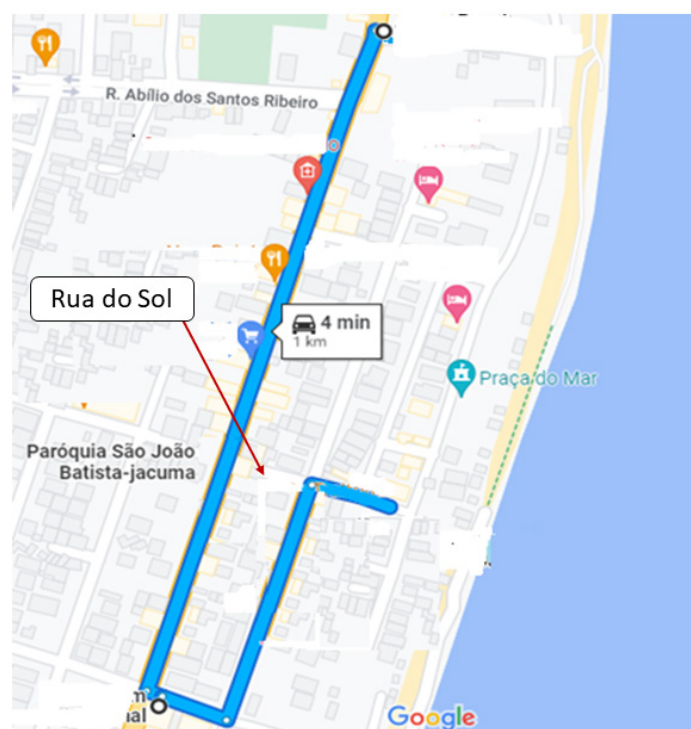 R. Abílio dos Santos Ribeiro
Rua do Sol
4 min
1 km
Praça do Mar
Paróquia São João
Batista-jacuma
Google